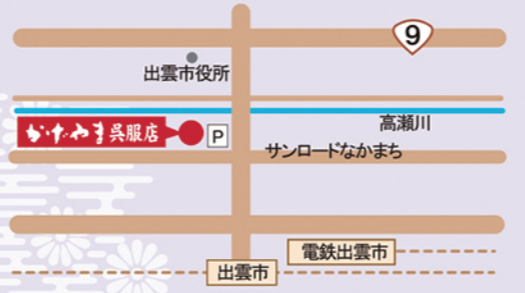 9
出雲市役所
高瀬川
かげやま呉服店
P
サンロードなかまち
電鉄出雲市
出雲市